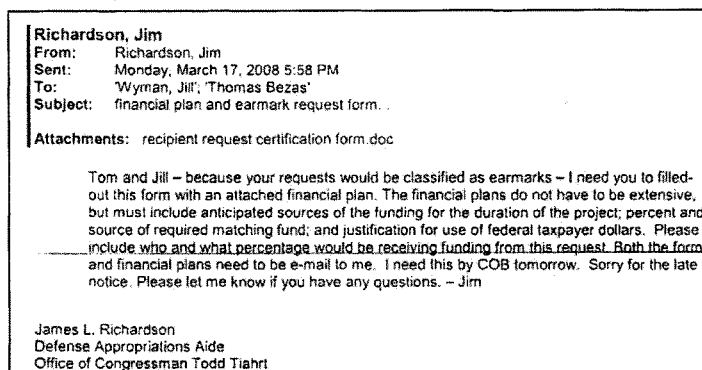 Richardson, Jim
From: Richardson, Jim
Sent: Monday, March 17, 2008 5:58 PM
To: 'Wyman, Jill'; 'Thomas Bezas'
Subject: financial plan and earmark request form. .
Attachments: recipient request certification form.doc
Tom and Jill – because your requests would be classified as earmarks – I need you to filled-
out this form with an attached financial plan. The financial plans do not have to be extensive,
but must include anticipated sources of the funding for the duration of the project; percent and
source of required matching fund; and justification for use of federal taxpayer dollars. Please
include who and what percentage would be receiving funding from this request. Both the form
and financial plans need to be e-mail to me. I need this by COB tomorrow. Sorry for the late
notice. Please let me know if you have any questions. – Jim
James L. Richardson
Defense Appropriations Aide
Office of Congressman Todd Tiahrt